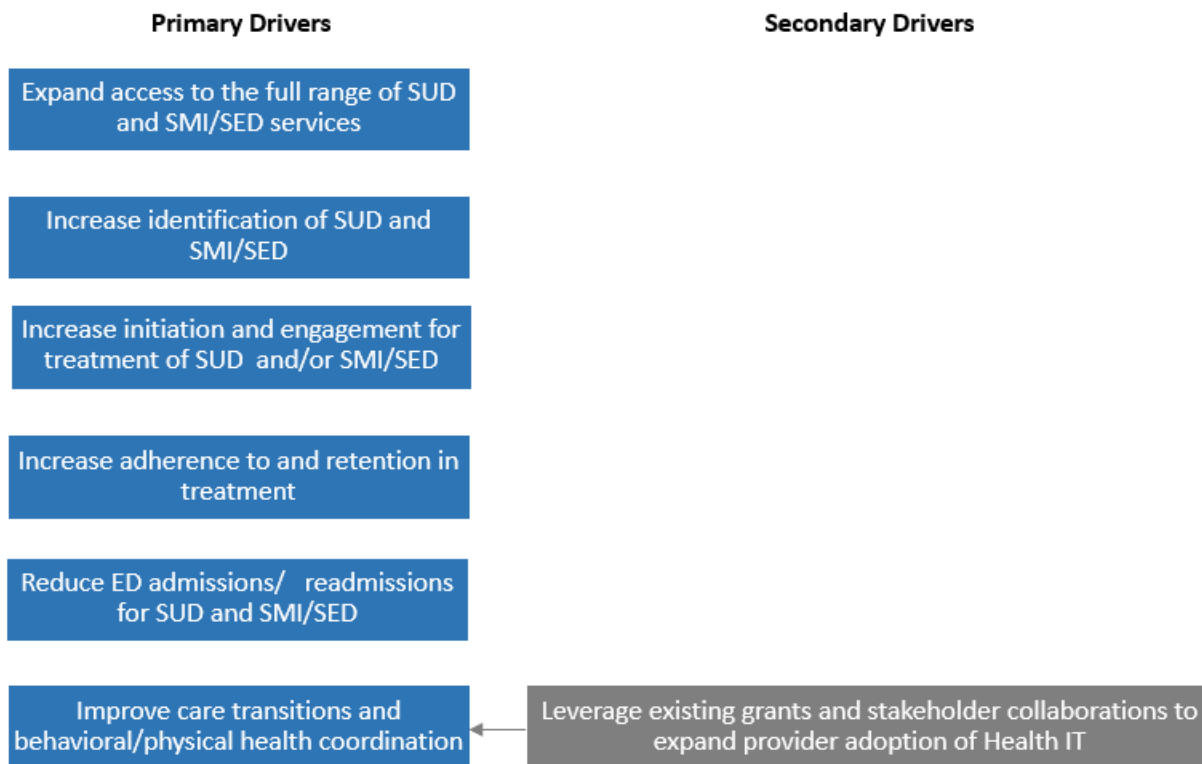 Primary Drivers
Secondary Drivers
Expand access to the full range of SUD
and SMI/SED services
Increase identification of SUD and
SMI/SED
Increase initiation and engagement for
treatment of SUD  and/or SMI/SED
Increase adherence to and retention in
treatment
Reduce ED admissions/   readmissions
for SUD and SMI/SED
Improve care transitions and
behavioral/physical health coordination
Leverage existing grants and stakeholder collaborations to
expand provider adoption of Health IT